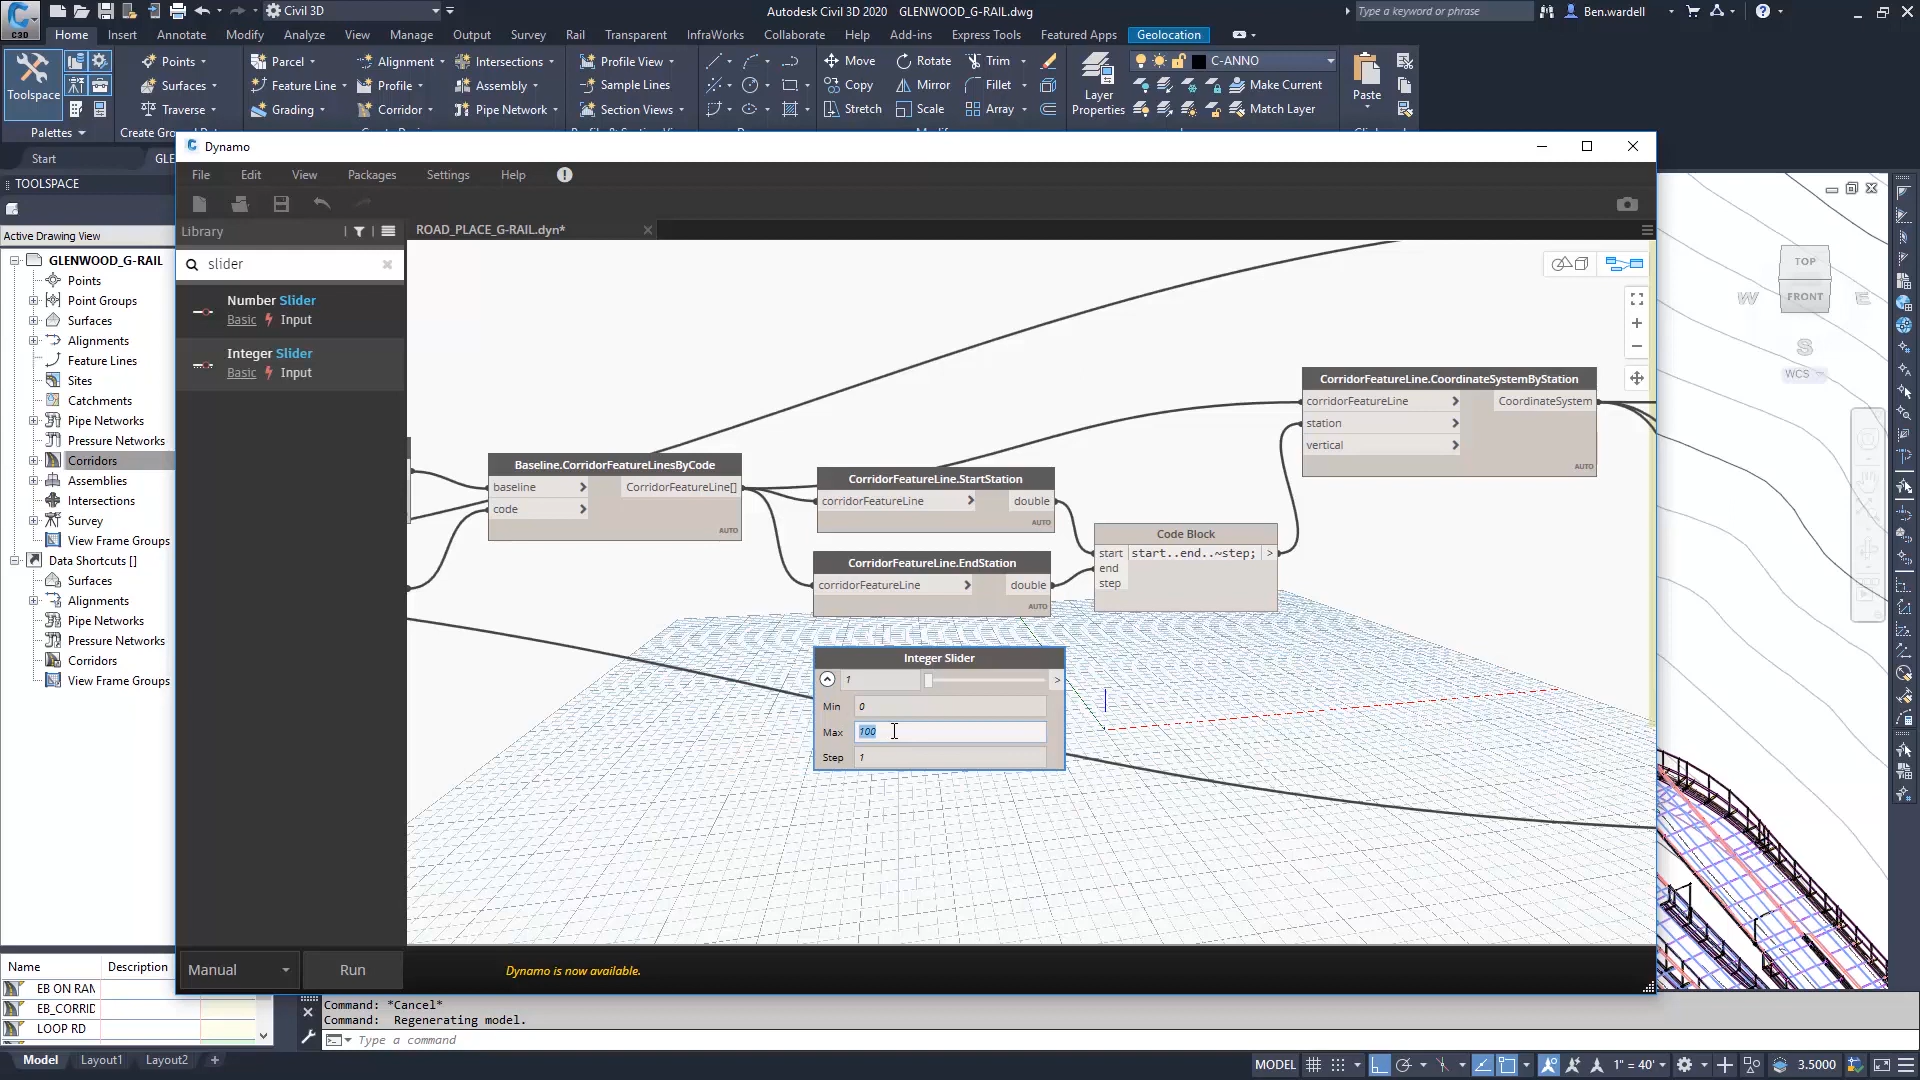 Civil 3D
Autodesk Civil 3D 2020 GLENWOOD_G-RAIL.dwg
Type a keyword or phrase
Ben.wardell
C3D
Home Insert Annotate Modify Analyze View Manage Output Survey Rail Transparent InfraWorks Collaborate Help Add-ins Express Tools Featured Apps Geolocation
Points Parcel Alignment Intersections Profile View Move Rotate Trim C-ANNO
Toolspace Surfaces Feature Line Profile Assembly Sample Lines Copy Mirror Fillet Layer Properties Make Current Paste
Traverse Grading Corridor Pipe Network Section Views Stretch Scale Array Match Layer
Palettes
Start
Dynamo
TOOLSPACE
File Edit View Packages Settings Help
Active Drawing View
Library
ROAD_PLACE_G-RAIL.dyn*
slider
Number Slider
Basic Input
Integer Slider
Basic Input
GLENWOOD_G-RAIL
Points
Point Groups
Surfaces
Alignments
Feature Lines
Sites
Catchments
Pipe Networks
Pressure Networks
Corridors
Assemblies
Intersections
Survey
View Frame Groups
Data Shortcuts []
Surfaces
Alignments
Pipe Networks
Pressure Networks
Corridors
View Frame Groups
Baseline.CorridorFeatureLinesByCode
baseline CorridorFeatureLine[]
code
AUTO
CorridorFeatureLine.StartStation
corridorFeatureLine double
AUTO
CorridorFeatureLine.EndStation
corridorFeatureLine double
AUTO
Code Block
start start..end..~step; >
end
step
CorridorFeatureLine.CoordinateSystemByStation
corridorFeatureLine CoordinateSystem
station
vertical
AUTO
Integer Slider
1 >
Min 0
Max 100
Step 1
TOP
FRONT
W
E
S
WCS
Manual Run Dynamo is now available.
Name Description
EB ON RAN
EB_CORRID
LOOP RD
Command: *Cancel*
Command: Regenerating model.
Type a command
Model Layout1 Layout2 +
MODEL 1" = 40' 3.5000